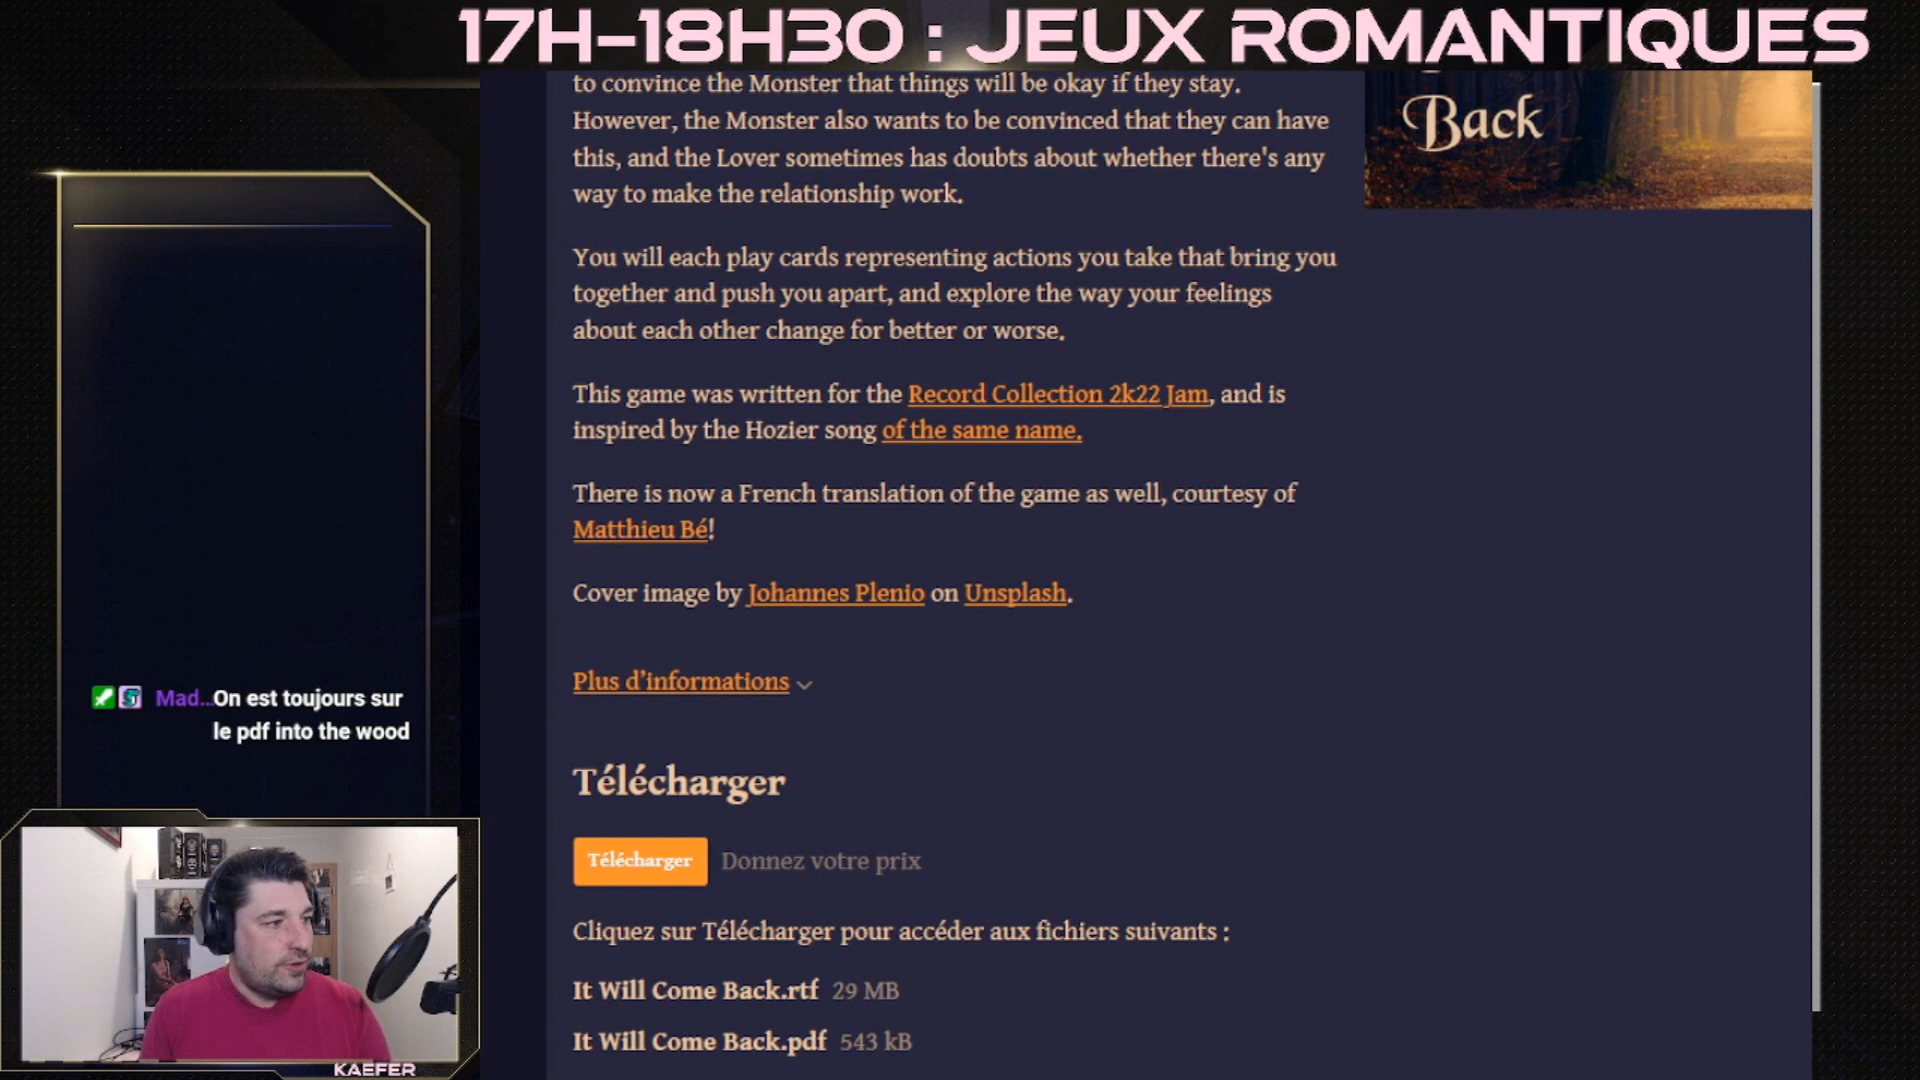 17H-18H30 : JEUX ROMANTIQUES
to convince the Monster that things will be okay if they stay.
However, the Monster also wants to be convinced that they can have
this, and the Lover sometimes has doubts about whether there's any
way to make the relationship work.
Back
You will each play cards representing actions you take that bring you
together and push you apart, and explore the way your feelings
about each other change for better or worse.
This game was written for the Record Collection 2k22 Jam, and is
inspired by the Hozier song of the same name.
There is now a French translation of the game as well, courtesy of
Matthieu Bé!
Cover image by Johannes Plenio on Unsplash.
Plus d’informations
Mad...On est toujours sur
le pdf into the wood
Télécharger
Télécharger Donnez votre prix
Cliquez sur Télécharger pour accéder aux fichiers suivants :
It Will Come Back.rtf 29 MB
It Will Come Back.pdf 543 kB
KAEFER